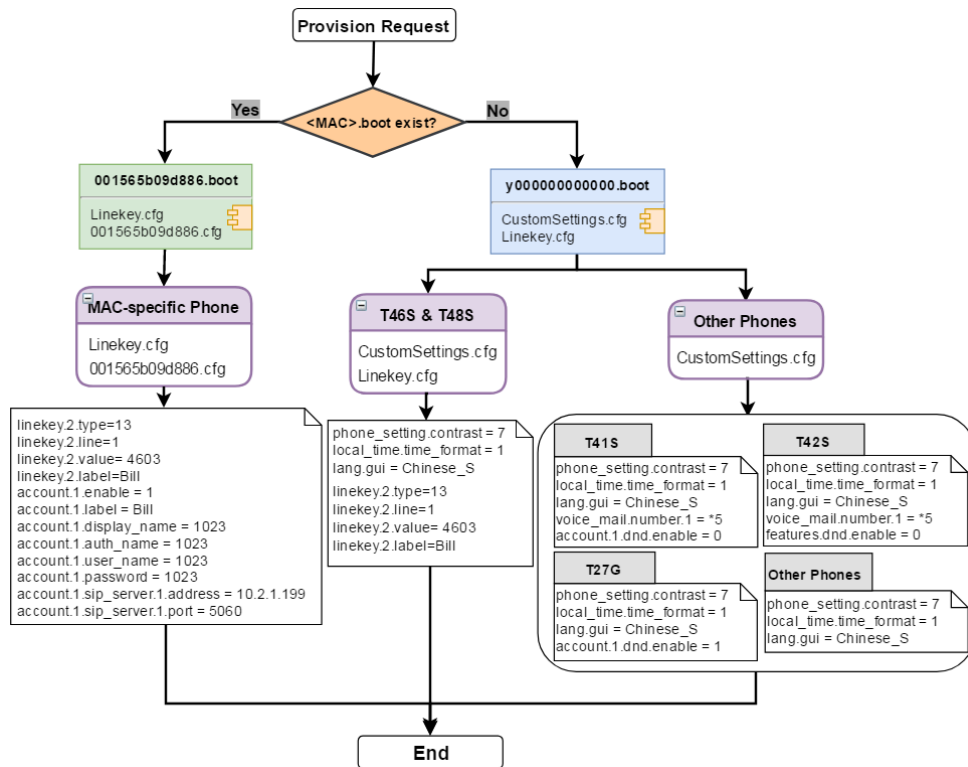 Provision Request
<MAC>.boot exist?
Yes
No
001565b09d886.boot
Linekey.cfg
001565b09d886.cfg
y000000000000.boot
CustomSettings.cfg
Linekey.cfg
MAC-specific Phone
Linekey.cfg
001565b09d886.cfg
T46S & T48S
CustomSettings.cfg
Linekey.cfg
Other Phones
CustomSettings.cfg
linekey.2.type=13
linekey.2.line=1
linekey.2.value= 4603
linekey.2.label=Bill
account.1.enable = 1
account.1.label = Bill
account.1.display_name = 1023
account.1.auth_name = 1023
account.1.user_name = 1023
account.1.password = 1023
account.1.sip_server.1.address = 10.2.1.199
account.1.sip_server.1.port = 5060
phone_setting.contrast = 7
local_time.time_format = 1
lang.gui = Chinese_S
linekey.2.type=13
linekey.2.line=1
linekey.2.value= 4603
linekey.2.label=Bill
T41S
phone_setting.contrast = 7
local_time.time_format = 1
lang.gui = Chinese_S
voice_mail.number.1 = *5
account.1.dnd.enable = 0
T42S
phone_setting.contrast = 7
local_time.time_format = 1
lang.gui = Chinese_S
voice_mail.number.1 = *5
features.dnd.enable = 0
T27G
phone_setting.contrast = 7
local_time.time_format = 1
lang.gui = Chinese_S
account.1.dnd.enable = 1
Other Phones
phone_setting.contrast = 7
local_time.time_format = 1
lang.gui = Chinese_S
End